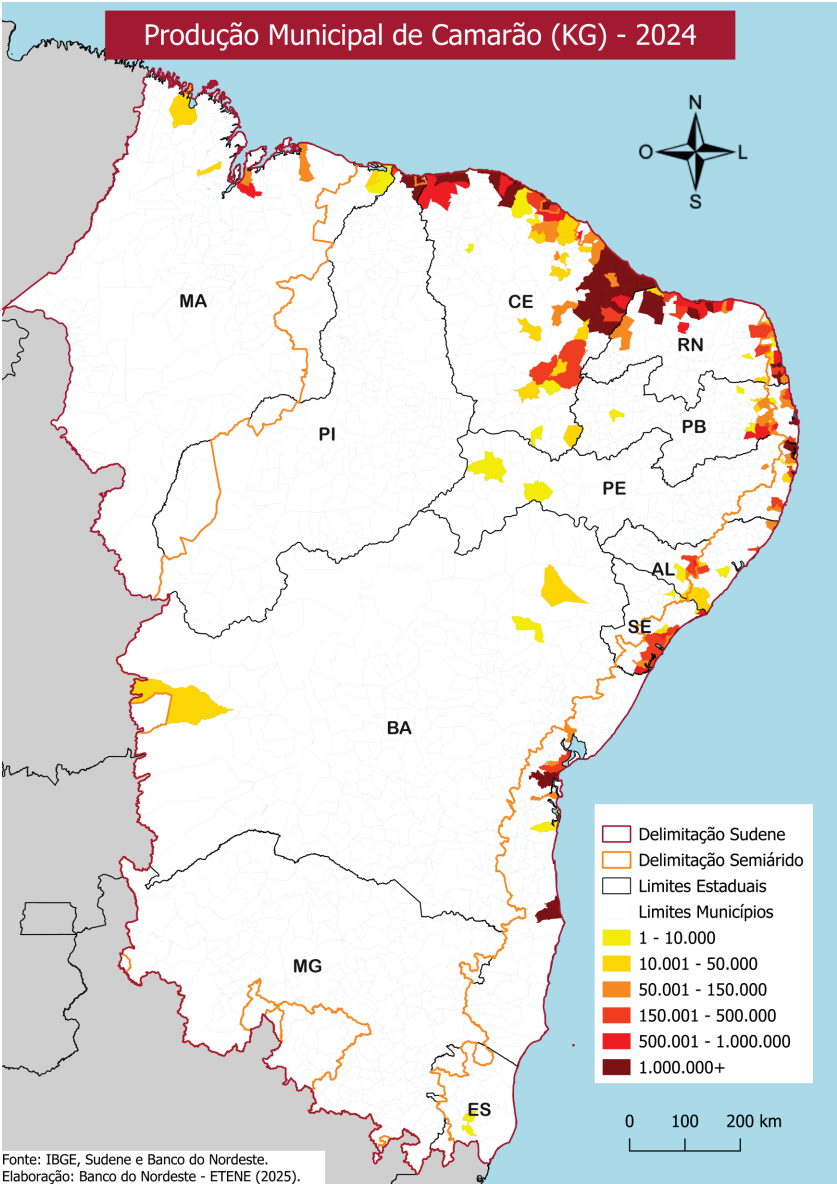 Produção Municipal de Camarão (KG) - 2024
N
O
L
S
MA
CE
RN
PI
PB
PE
AL
SE
BA
MG
ES
Delimitação Sudene
Delimitação Semiárido
Limites Estaduais
Limites Municípios
1 - 10.000
10.001 - 50.000
50.001 - 150.000
150.001 - 500.000
500.001 - 1.000.000
1.000.000+
0 100 200 km
Fonte: IBGE, Sudene e Banco do Nordeste.
Elaboração: Banco do Nordeste - ETENE (2025).